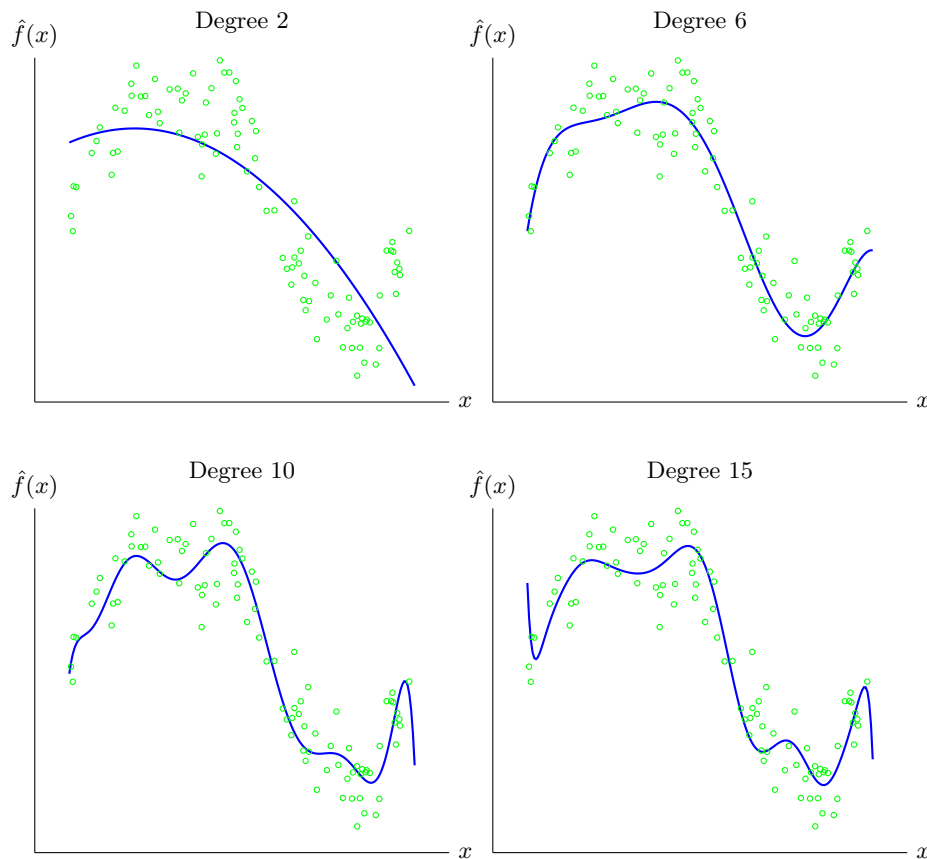 Degree 2
f̂(x)
x
Degree 6
f̂(x)
x
Degree 10
f̂(x)
x
Degree 15
f̂(x)
x